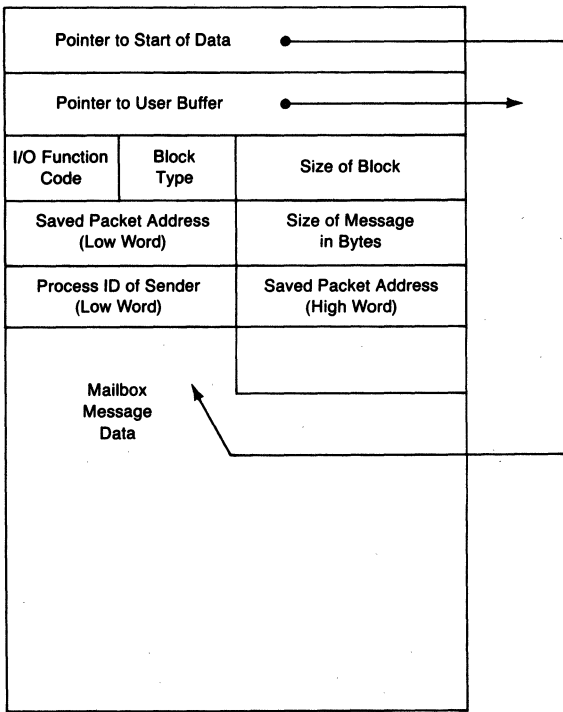 Pointer to Start of Data
Pointer to User Buffer
I/O Function
Code
Block
Type
Size of Block
Saved Packet Address
(Low Word)
Size of Message
in Bytes
Process ID of Sender
(Low Word)
Saved Packet Address
(High Word)
Mailbox
Message
Data